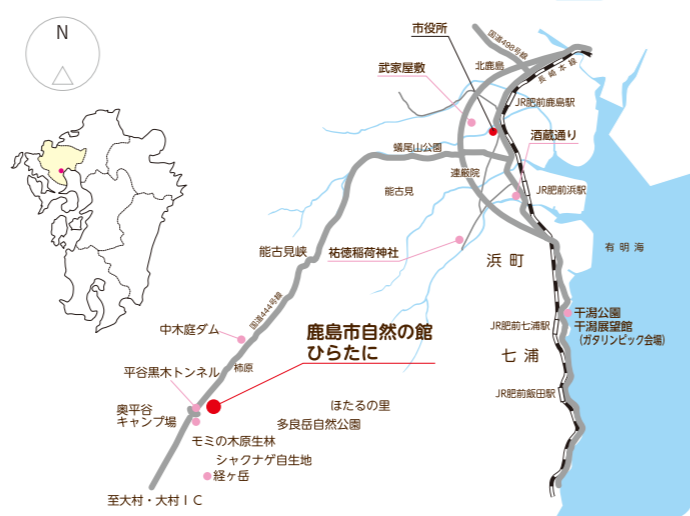 N
市役所
国道498号線
北鹿島
長崎本線
武家屋敷
JR肥前鹿島駅
酒蔵通り
蟻尾山公園
連厳院
能古見
JR肥前浜駅
能古見峡
祐徳稲荷神社
浜町
有明海
国道444号線
干潟公園
干潟展望館
(ガタリンピック会場)
中木庭ダム
鹿島市自然の館
ひらたに
JR肥前七浦駅
七浦
平谷黒木トンネル
柿原
JR肥前飯田駅
奥平谷
キャンプ場
ほたるの里
多良岳自然公園
モミの木原生林
シャクナゲ自生地
経ヶ岳
至大村・大村IC